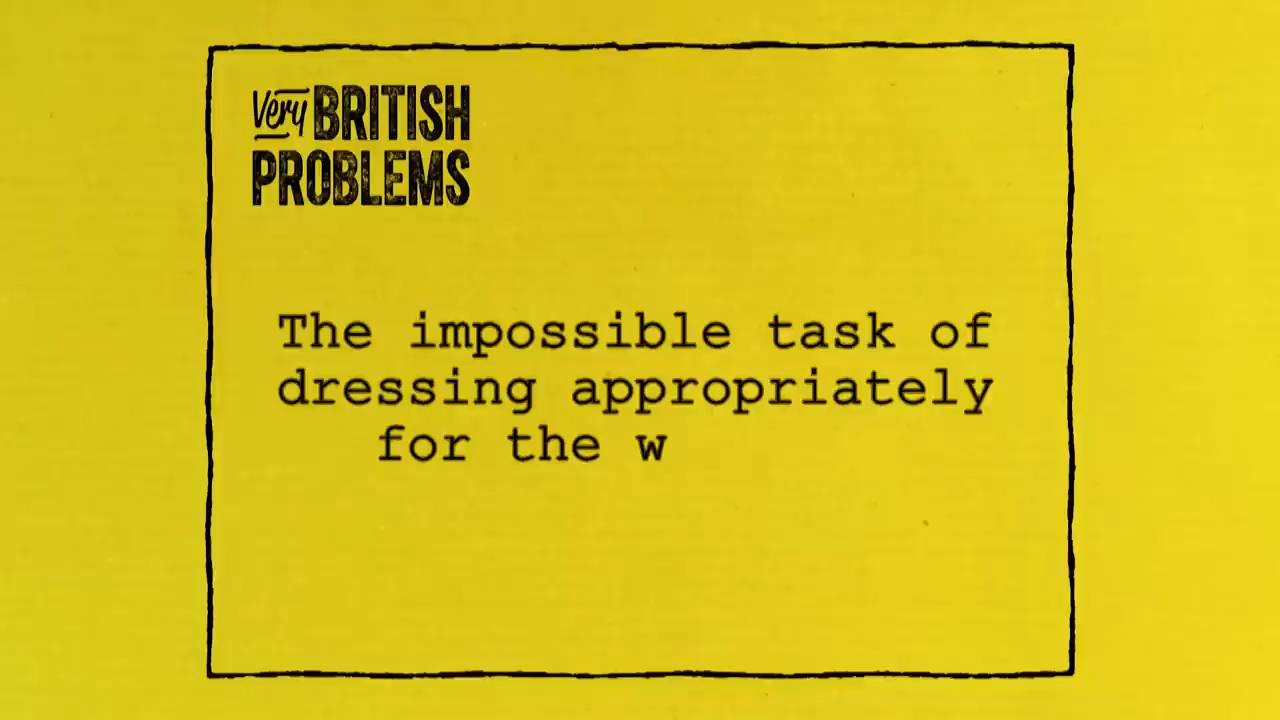 Very BRITISH
PROBLEMS
The impossible task of
dressing appropriately
for the w